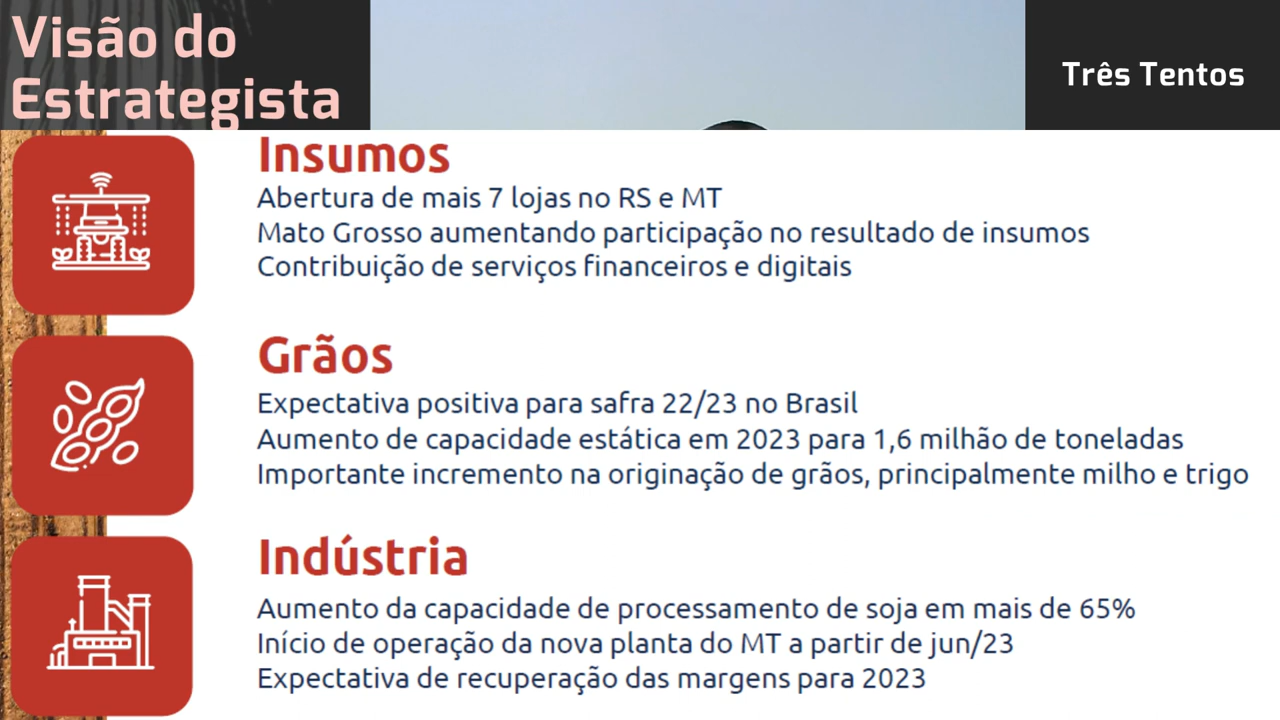 Visão do
Estrategista
Três Tentos
Insumos
Abertura de mais 7 lojas no RS e MT
Mato Grosso aumentando participação no resultado de insumos
Contribuição de serviços financeiros e digitais
Grãos
Expectativa positiva para safra 22/23 no Brasil
Aumento de capacidade estática em 2023 para 1,6 milhão de toneladas
Importante incremento na originação de grãos, principalmente milho e trigo
Indústria
Aumento da capacidade de processamento de soja em mais de 65%
Início de operação da nova planta do MT a partir de jun/23
Expectativa de recuperação das margens para 2023